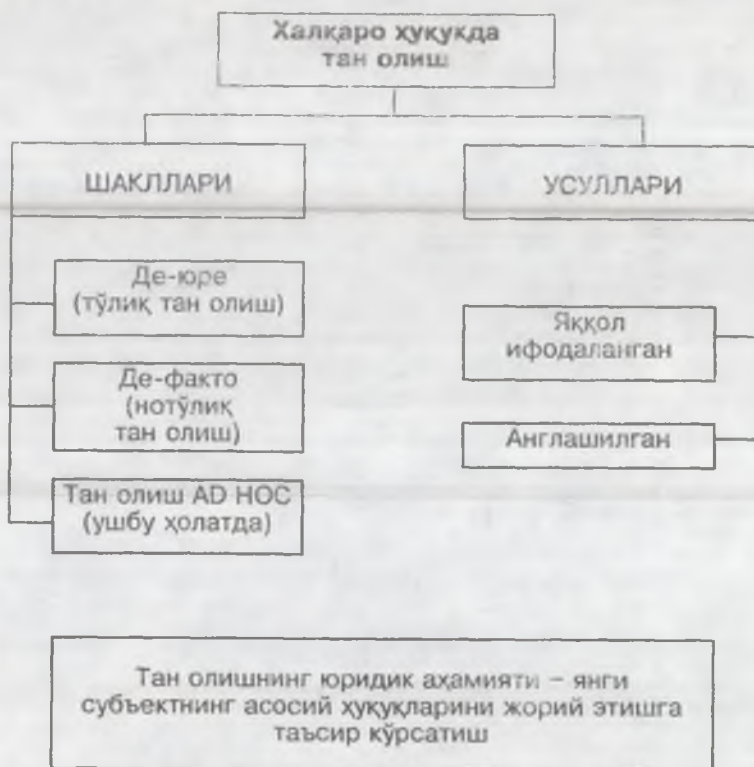 Халқаро ҳуқуқда
тан олиш
ШАКЛЛАРИ
Де-юре
(тўлиқ тан олиш)
Де-факто
(нотўлиқ
тан олиш)
Тан олиш AD HOC
(ушбу ҳолатда)
УСУЛЛАРИ
Яққол
ифодаланган
Англашилган
Тан олишнинг юридик аҳамияти – янги
субъектнинг асосий ҳуқуқларини жорий этишга
таъсир кўрсатиш